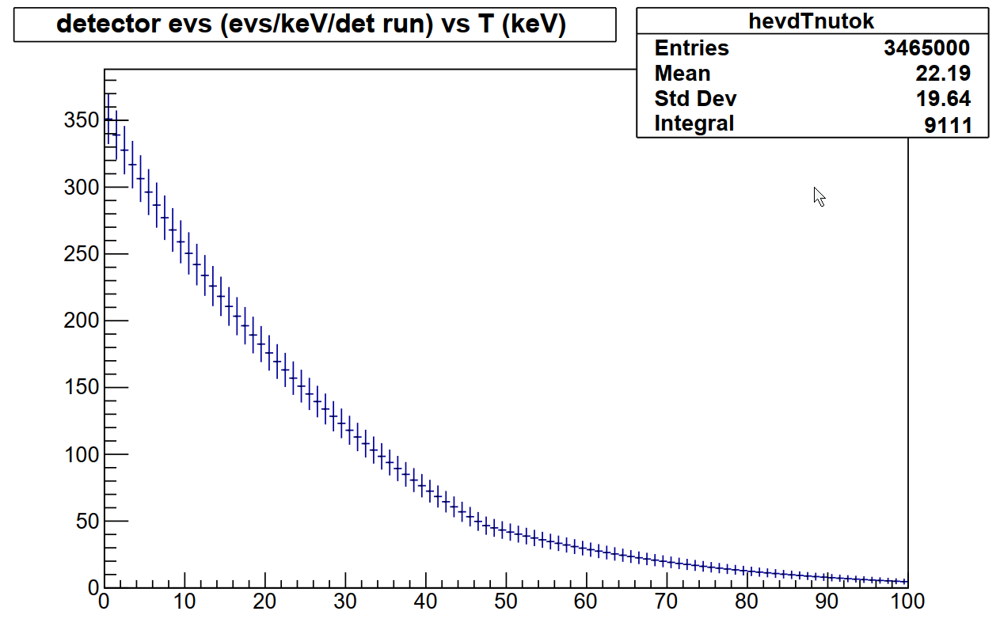 detector evs (evs/keV/det run) vs T (keV)
hevdTnutok
Entries 3465000
Mean 22.19
Std Dev 19.64
Integral 9111
350
300
250
200
150
100
50
0
0 10 20 30 40 50 60 70 80 90 100